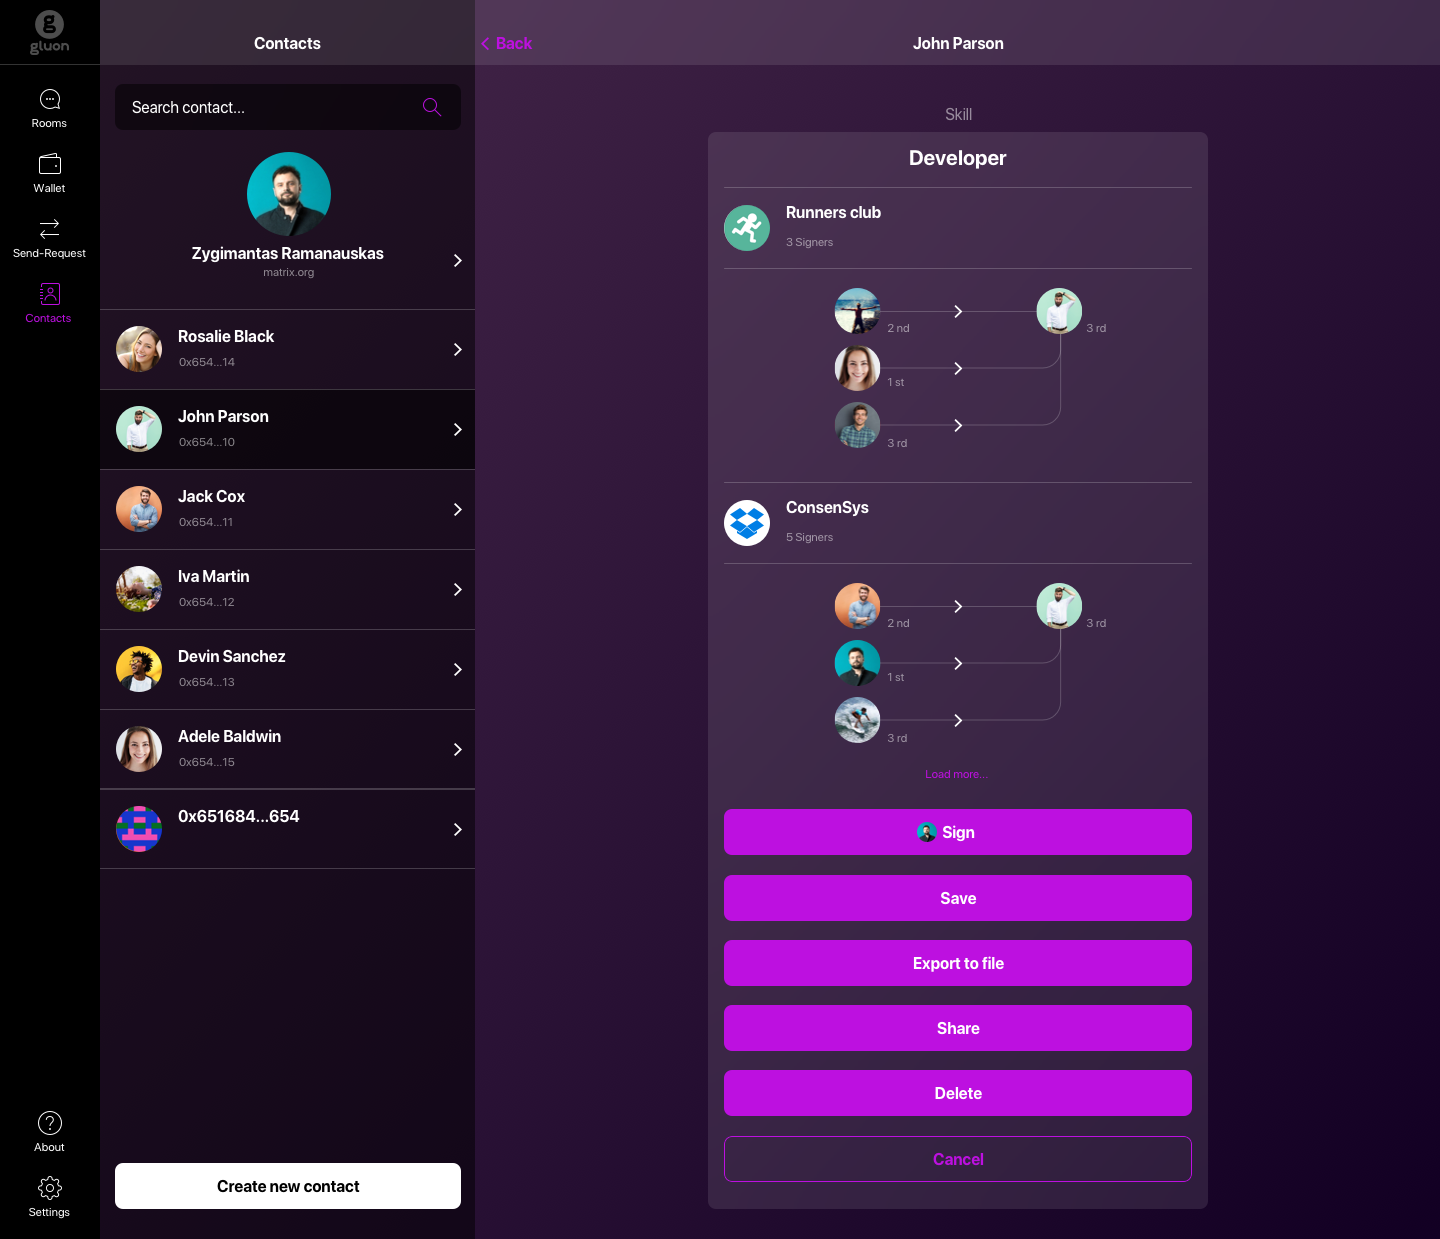 gluon
Rooms
Wallet
Send-Request
Contacts
About
Settings
Contacts
Search contact...
Zygimantas Ramanauskas
matrix.org
Rosalie Black
0x654...14
John Parson
0x654...10
Jack Cox
0x654...11
Iva Martin
0x654...12
Devin Sanchez
0x654...13
Adele Baldwin
0x654...15
0x651684...654
Create new contact
Back
John Parson
Skill
Developer
Runners club
3 Signers
2 nd
3 rd
1 st
3 rd
ConsenSys
5 Signers
2 nd
3 rd
1 st
3 rd
Load more...
Sign
Save
Export to file
Share
Delete
Cancel